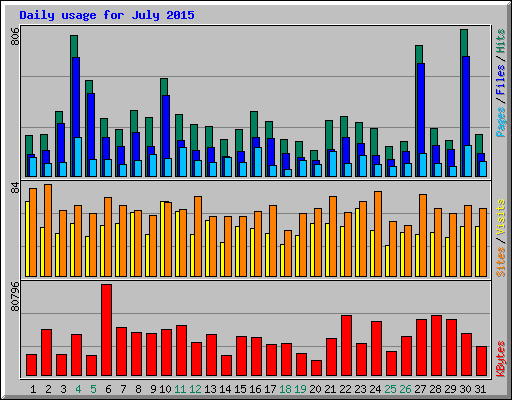 Daily usage for July 2015
806
Pages / Files / Hits
84
Sites / Visits
80796
KBytes
1 2 3 4 5 6 7 8 9 10 11 12 13 14 15 16 17 18 19 20 21 22 23 24 25 26 27 28 29 30 31